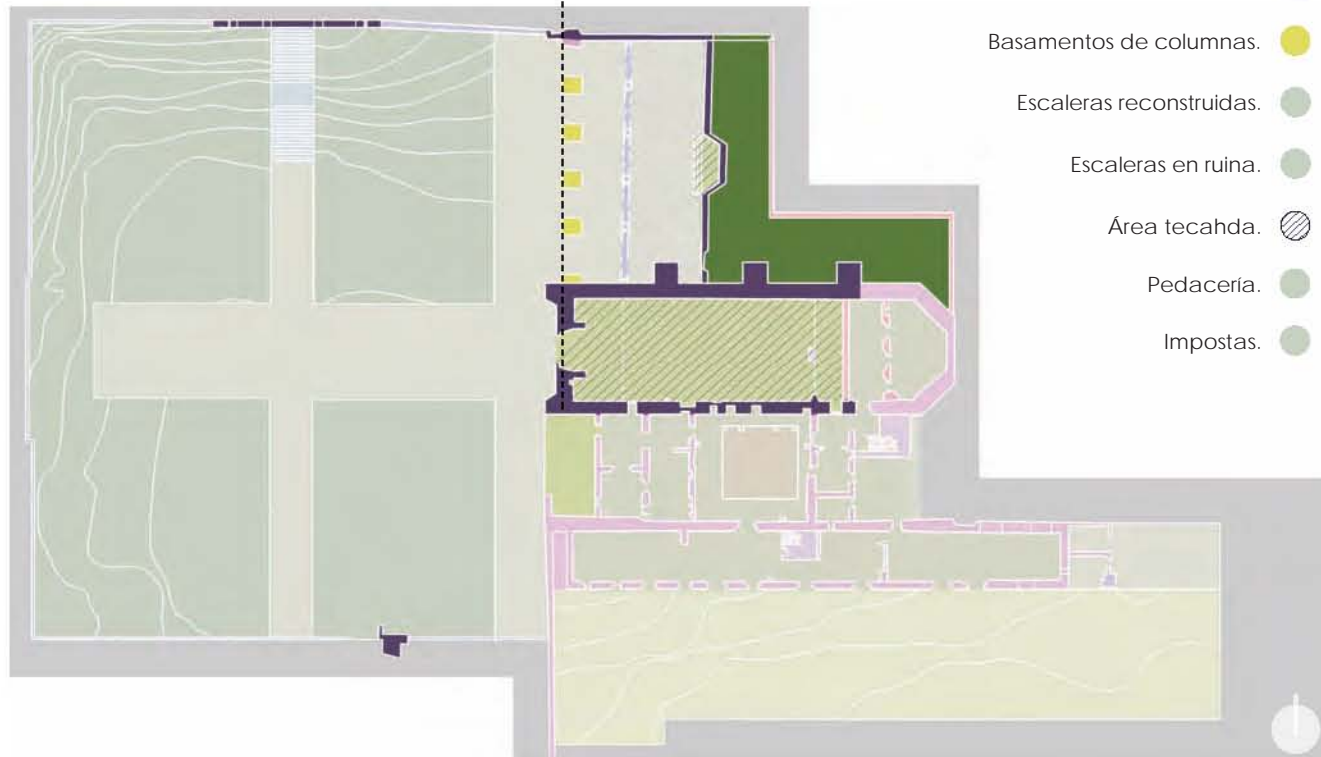 Basamentos de columnas.
Escaleras reconstruidas.
Escaleras en ruina.
Área tecahda.
Pedacería.
Impostas.